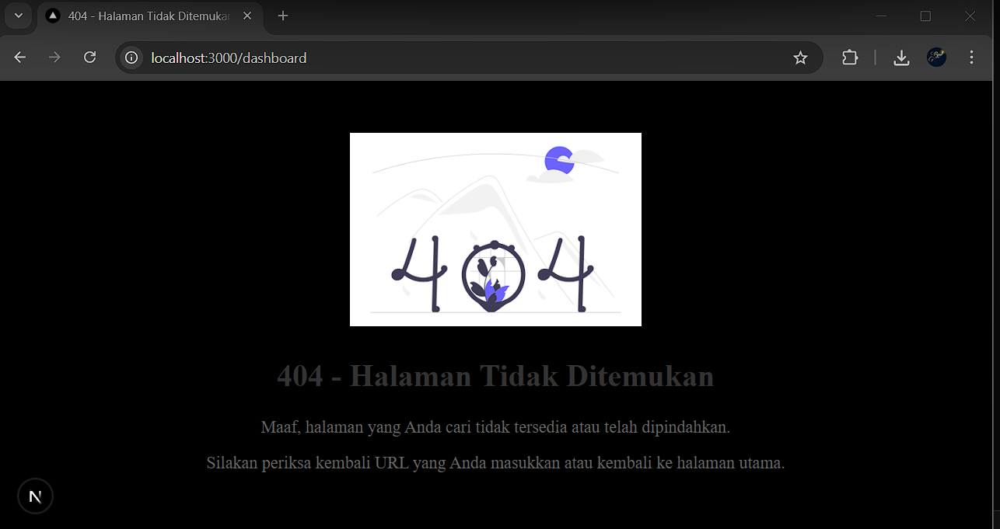 404 - Halaman Tidak Ditemukan
localhost:3000/dashboard
404
404 - Halaman Tidak Ditemukan
Maaf, halaman yang Anda cari tidak tersedia atau telah dipindahkan.
Silakan periksa kembali URL yang Anda masukkan atau kembali ke halaman utama.
N